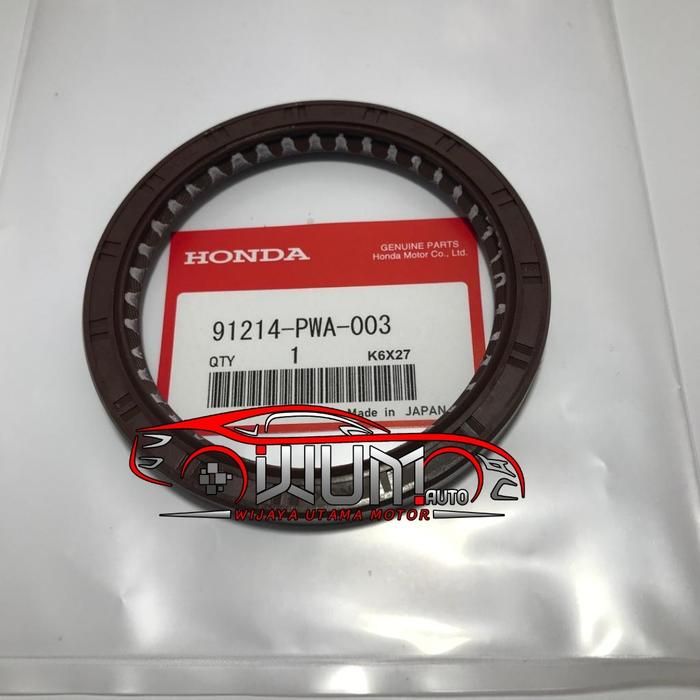 HONDA
GENUINE PARTS
Honda Motor Co., Ltd.
91214-PWA-003
QTY 1 K6X27
Made in JAPAN
WUM AUTO
WIJAYA UTAMA MOTOR